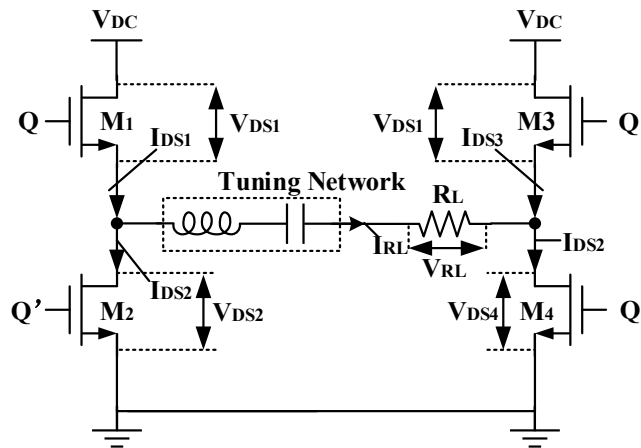 VDC
VDC
Q
M1
VDS1
VDS1
M3
Q
IDS1
IDS3
Tuning Network
RL
IRL
VRL
IDS2
IDS2
Q'
M2
VDS2
VDS4
M4
Q